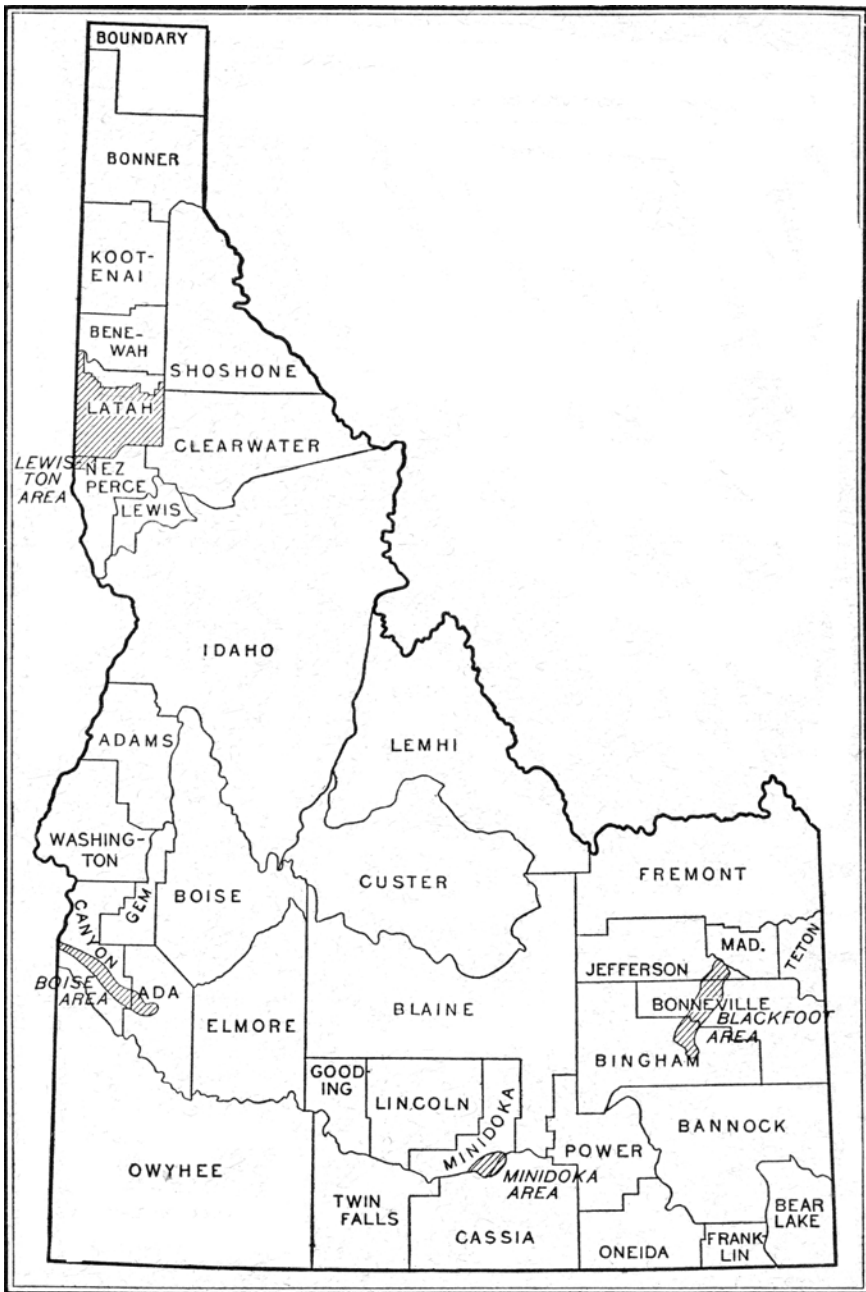 BOUNDARY
BONNER
KOOT-
ENAI
BENE-
WAH
SHOSHONE
LATAH
CLEARWATER
LEWIS-
TON
AREA
NEZ
PERCE
LEWIS
IDAHO
ADAMS
LEMHI
WASHING-
TON
CUSTER
FREMONT
BOISE
GEM
CANYON
MAD.
TETON
JEFFERSON
BOISE
AREA
ADA
BONNEVILLE
BLACKFOOT
AREA
ELMORE
BLAINE
BINGHAM
GOOD
ING
LINCOLN
MINIDOKA
BANNOCK
POWER
OWYHEE
MINIDOKA
AREA
TWIN
FALLS
CASSIA
BEAR
LAKE
ONEIDA
FRANK-
LIN